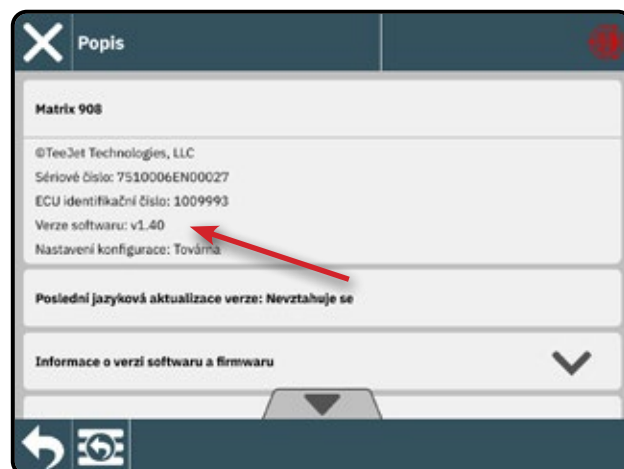 Popis
Matrix 908
©TeeJet Technologies, LLC
Sériové číslo: 7510006EN00027
ECU identifikační číslo: 1009993
Verze softwaru: v1.40
Nastavení konfigurace: Továrna
Poslední jazyková aktualizace verze: Nevztahuje se
Informace o verzi softwaru a firmwaru